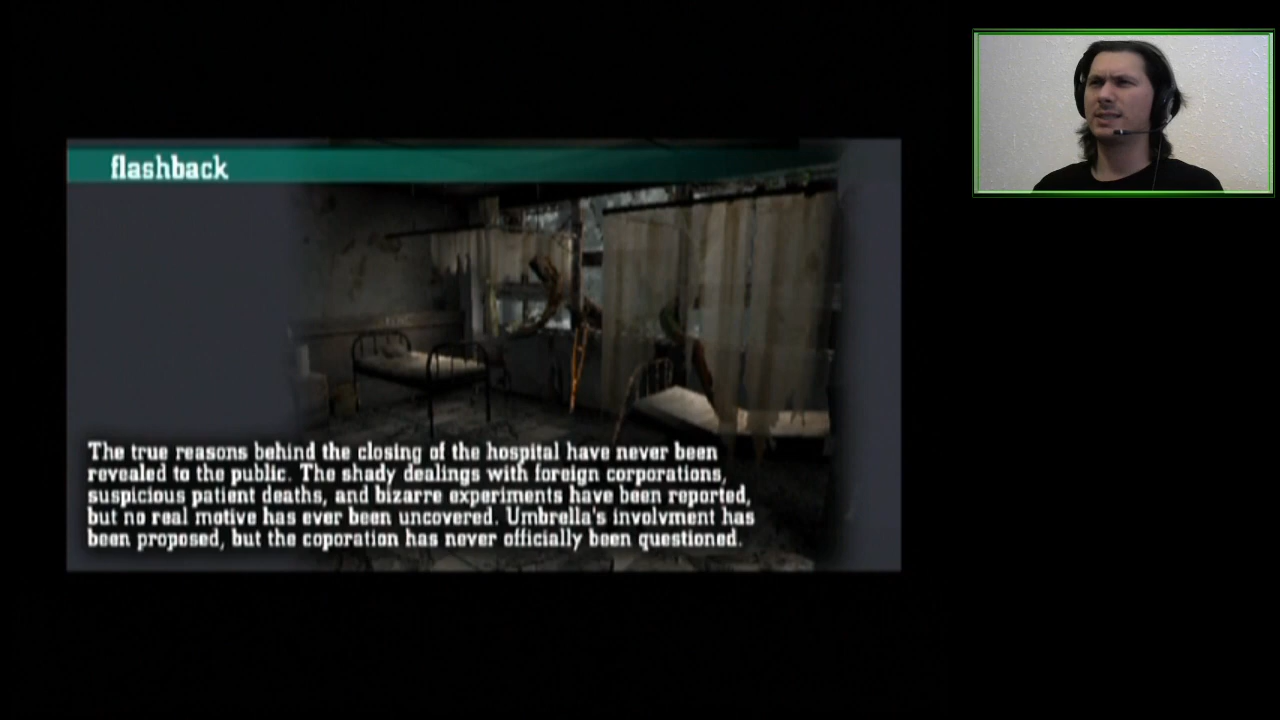 flashback
The true reasons behind the closing of the hospital have never been
revealed to the public. The shady dealings with foreign corporations,
suspicious patient deaths, and bizarre experiments have been reported,
but no real motive has ever been uncovered. Umbrella's involvment has
been proposed, but the coporation has never officially been questioned.